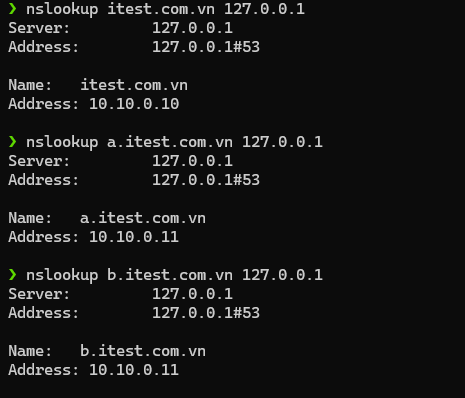 ❯ nslookup itest.com.vn 127.0.0.1
Server:         127.0.0.1
Address:        127.0.0.1#53

Name:   itest.com.vn
Address: 10.10.0.10

❯ nslookup a.itest.com.vn 127.0.0.1
Server:         127.0.0.1
Address:        127.0.0.1#53

Name:   a.itest.com.vn
Address: 10.10.0.11

❯ nslookup b.itest.com.vn 127.0.0.1
Server:         127.0.0.1
Address:        127.0.0.1#53

Name:   b.itest.com.vn
Address: 10.10.0.11